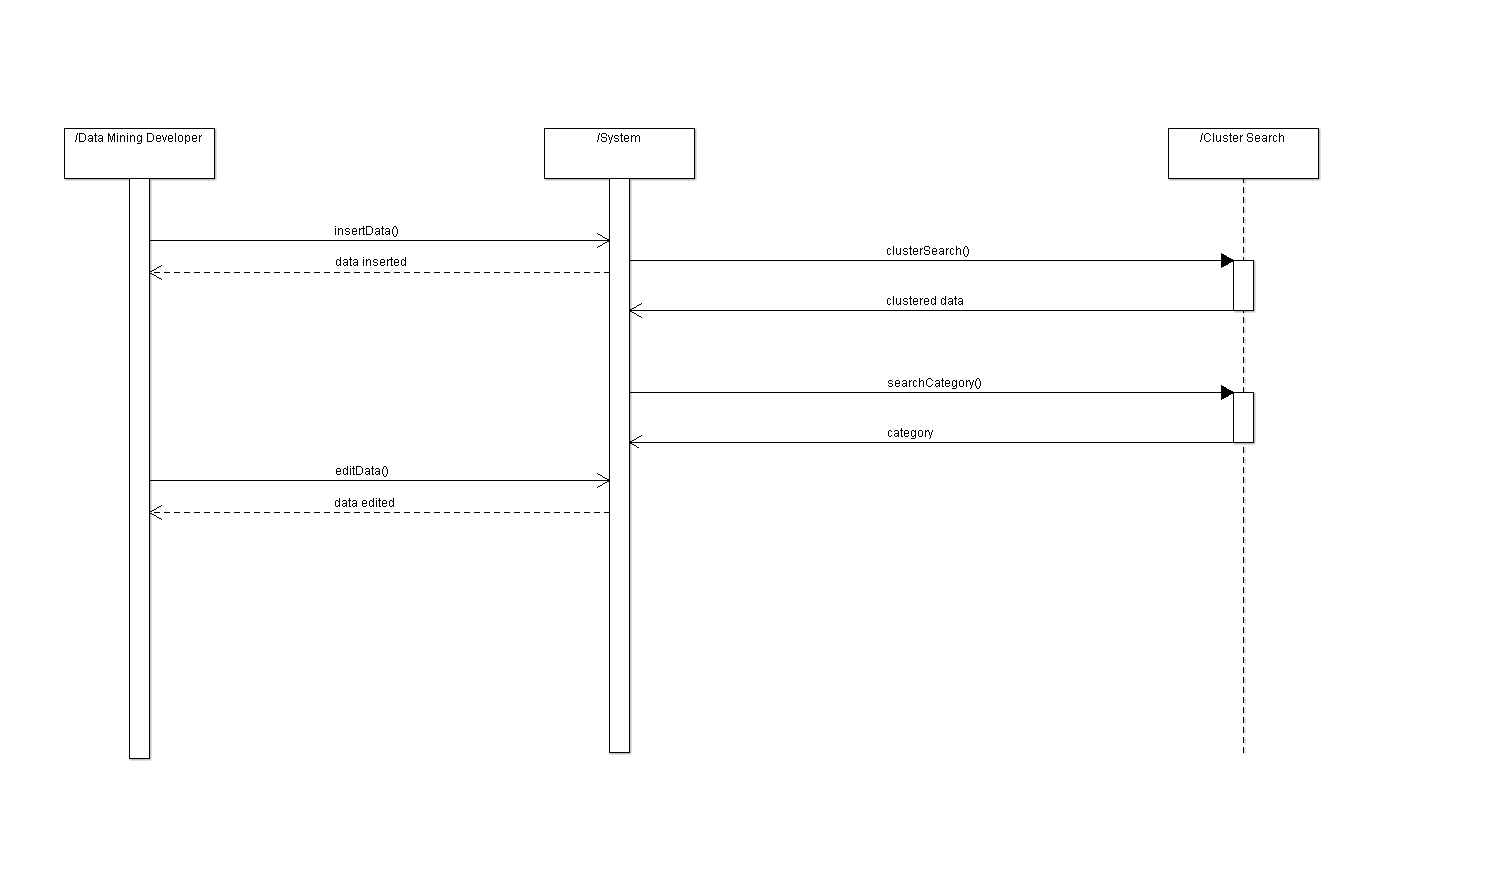 /Data Mining Developer
/System
/Cluster Search
insertData()
clusterSearch()
data inserted
clustered data
searchCategory()
category
editData()
data edited